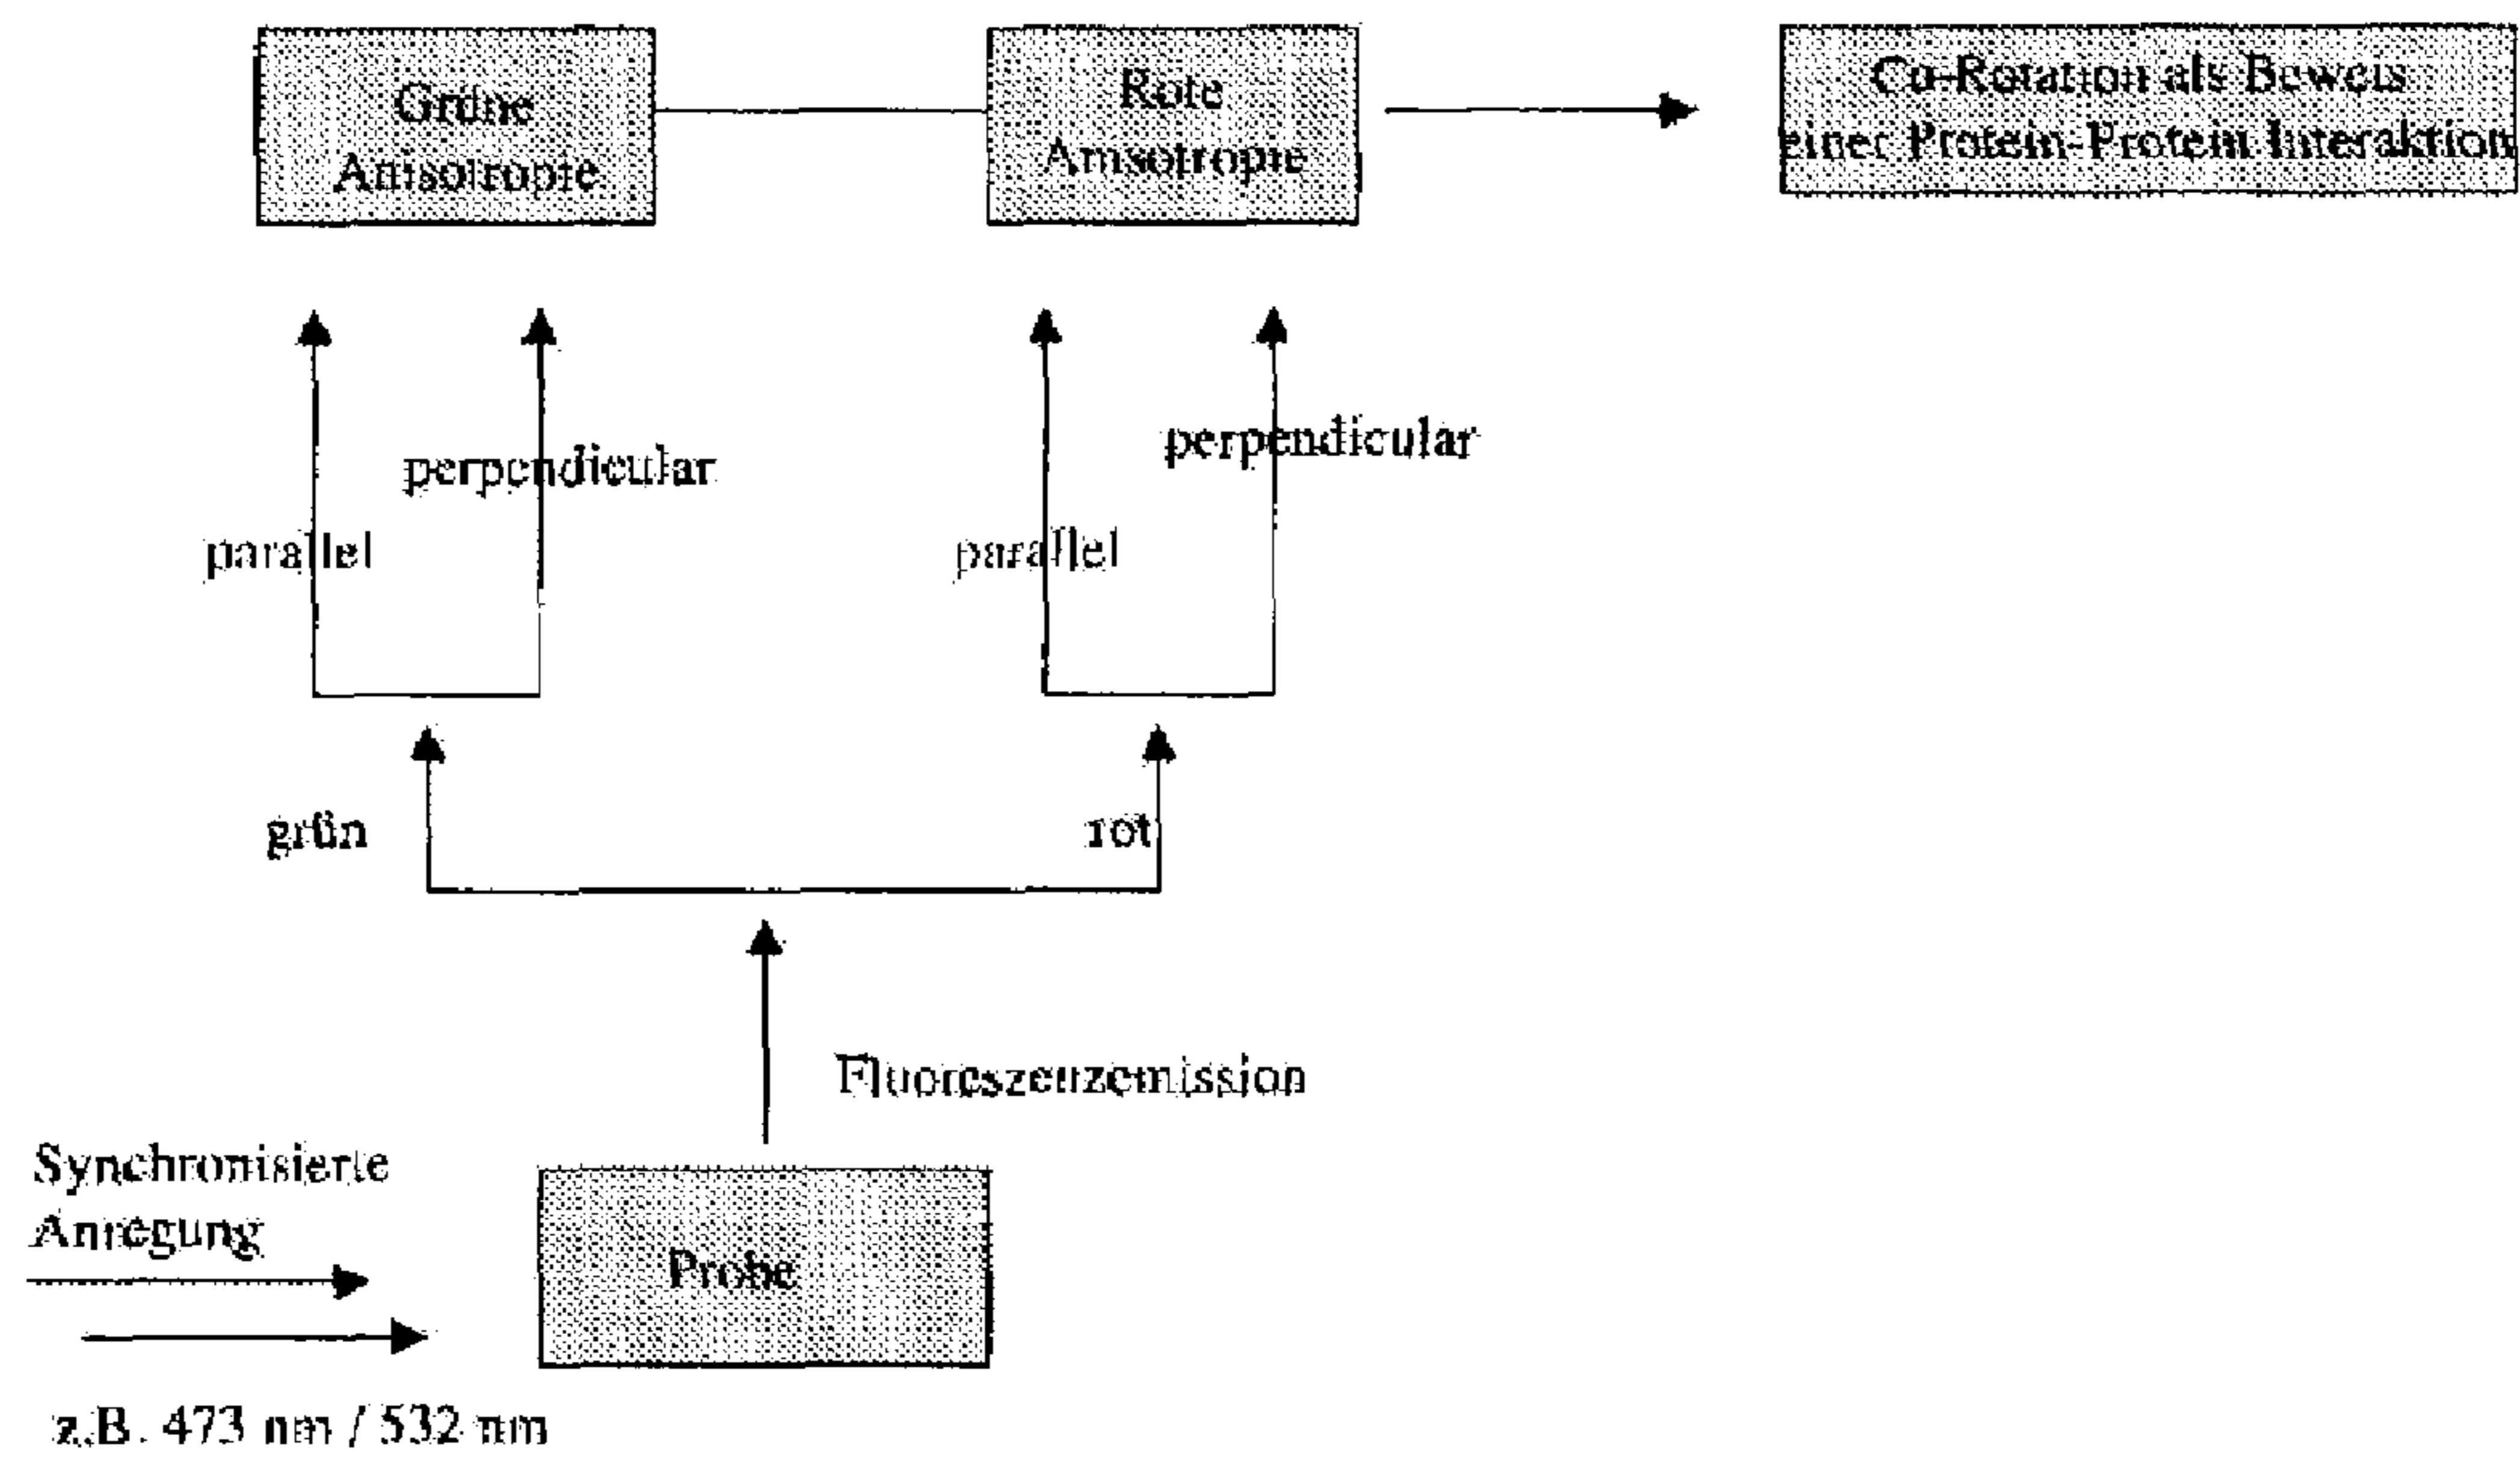 Grüne
Anisotropie
Rote
Anisotropie
Co-Rotation als Beweis
einer Protein-Protein Interaktion
perpendicular
perpendicular
parallel
parallel
grün
rot
Fluoreszenzemission
Synchronisierte
Anregung
Probe
z.B. 473 nm / 532 nm